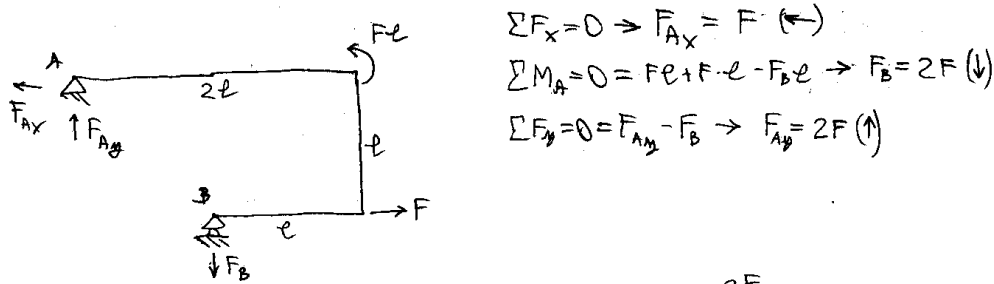 ΣFx=0 → FAx = F (←)
ΣMA=0 = Fℓ+F·ℓ -FBℓ → FB=2F (↓)
ΣFy=0=FAy-FB → FAy=2F (↑)
Fℓ
A
2ℓ
FAx
FAy
ℓ
B
F
ℓ
FB
2F